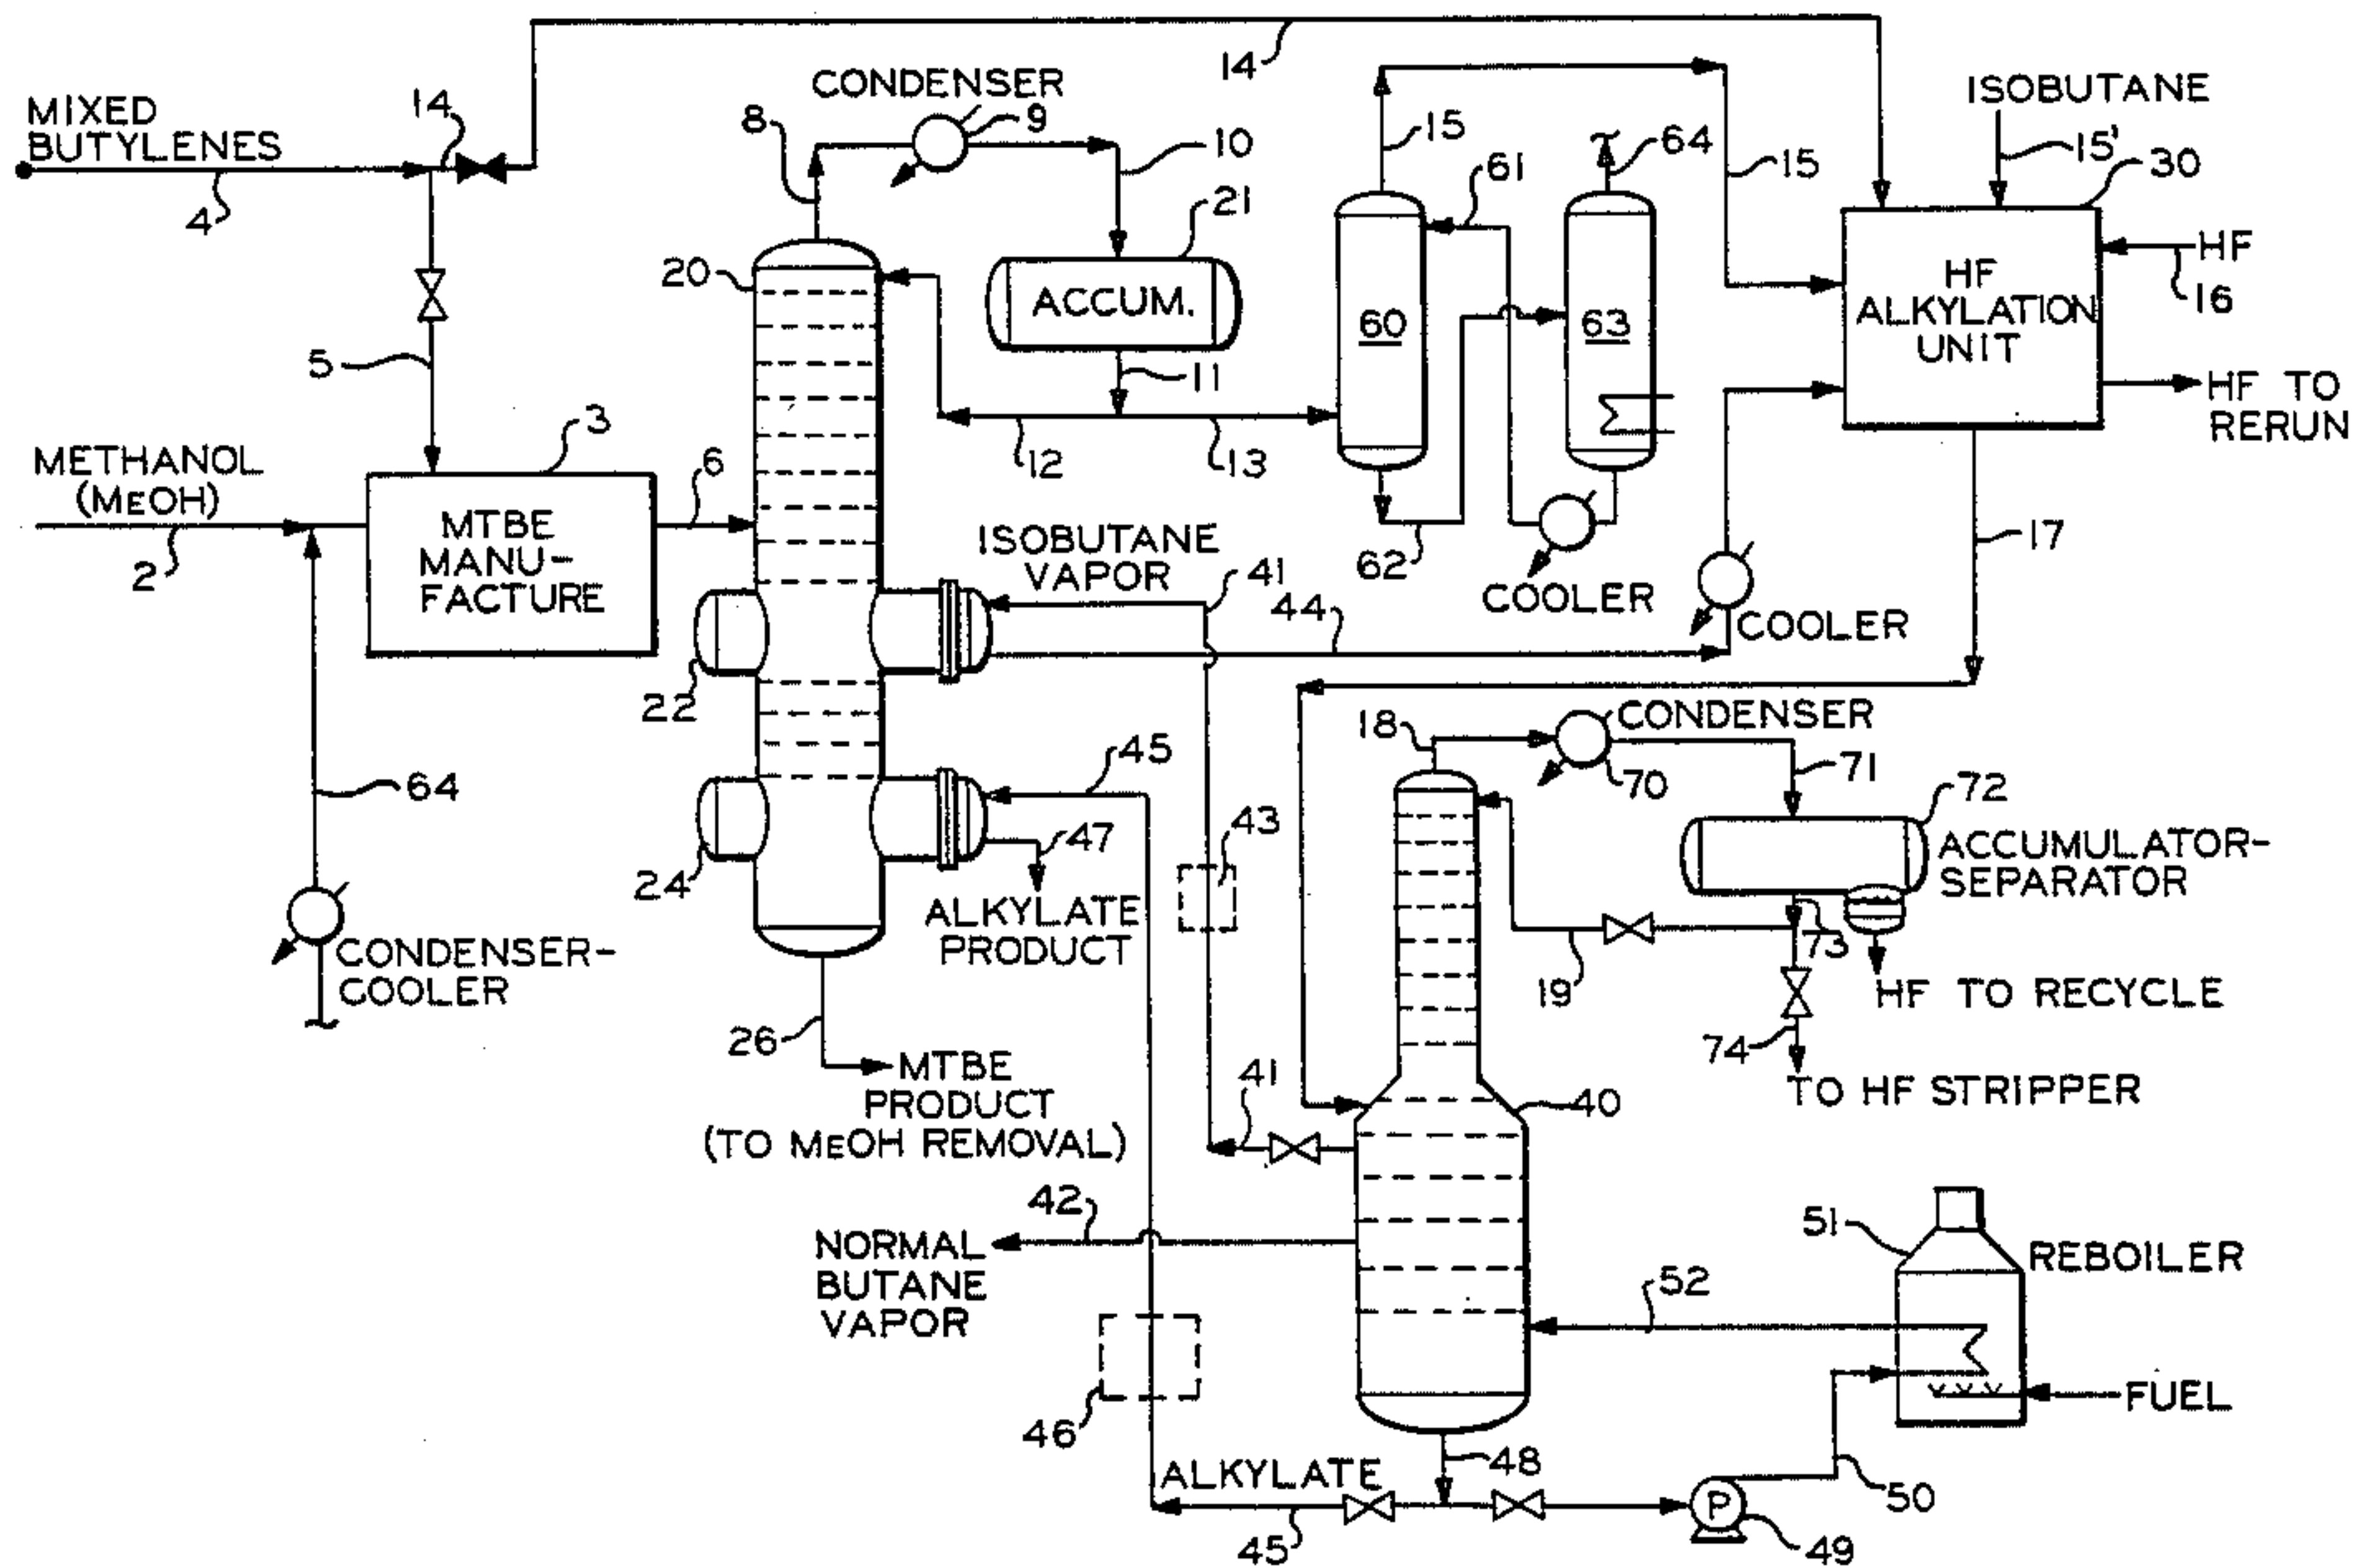 14
CONDENSER
ISOBUTANE
MIXED
BUTYLENES
14
8
9
10
15
61
64
15
15'
30
4
21
HF
20
ACCUM.
60
63
HF
ALKYLATION
UNIT
16
5
11
HF TO
RERUN
METHANOL
(MEOH)
3
6
12
13
2
MTBE
MANU-
FACTURE
ISOBUTANE
VAPOR
41
62
COOLER
17
44
COOLER
22
18
CONDENSER
45
70
71
72
64
43
47
ACCUMULATOR-
SEPARATOR
24
ALKYLATE
PRODUCT
73
CONDENSER-
COOLER
19
HF TO RECYCLE
26
74
MTBE
PRODUCT
(TO MEOH REMOVAL)
41
40
TO HF STRIPPER
42
51
NORMAL
BUTANE
VAPOR
REBOILER
52
46
FUEL
ALKYLATE
48
P
50
45
49